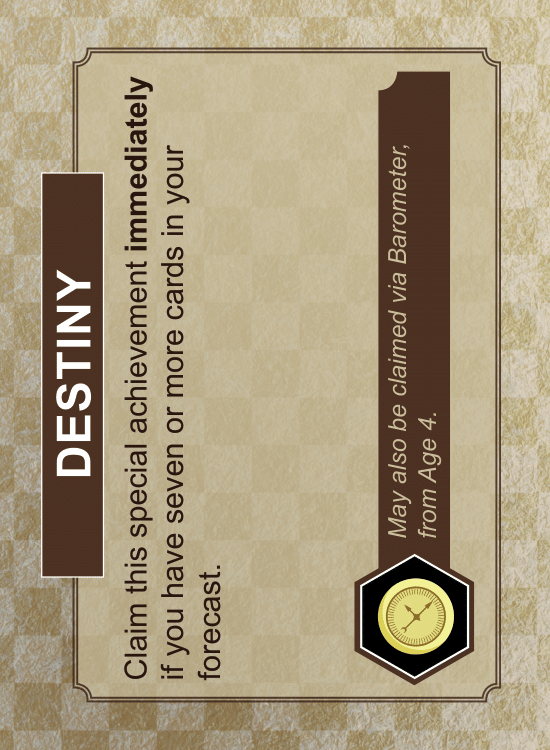 DESTINY
Claim this special achievement immediately
if you have seven or more cards in your
forecast.
May also be claimed via Barometer,
from Age 4.